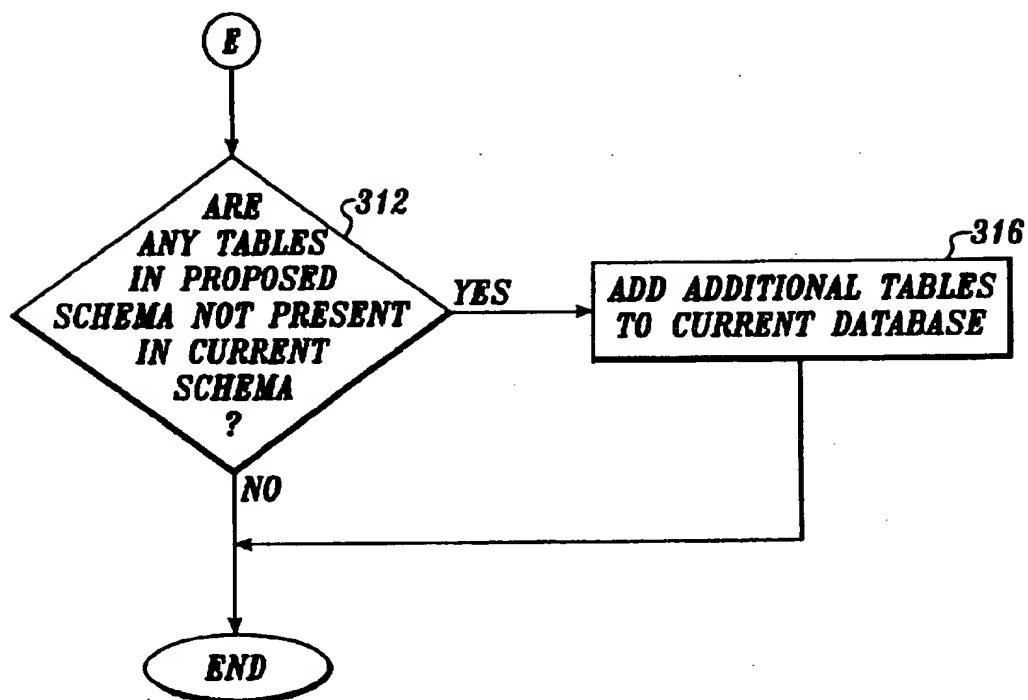 E
ARE
ANY TABLES
IN PROPOSED
SCHEMA NOT PRESENT
IN CURRENT
SCHEMA
?
312
YES
316
ADD ADDITIONAL TABLES
TO CURRENT DATABASE
NO
END